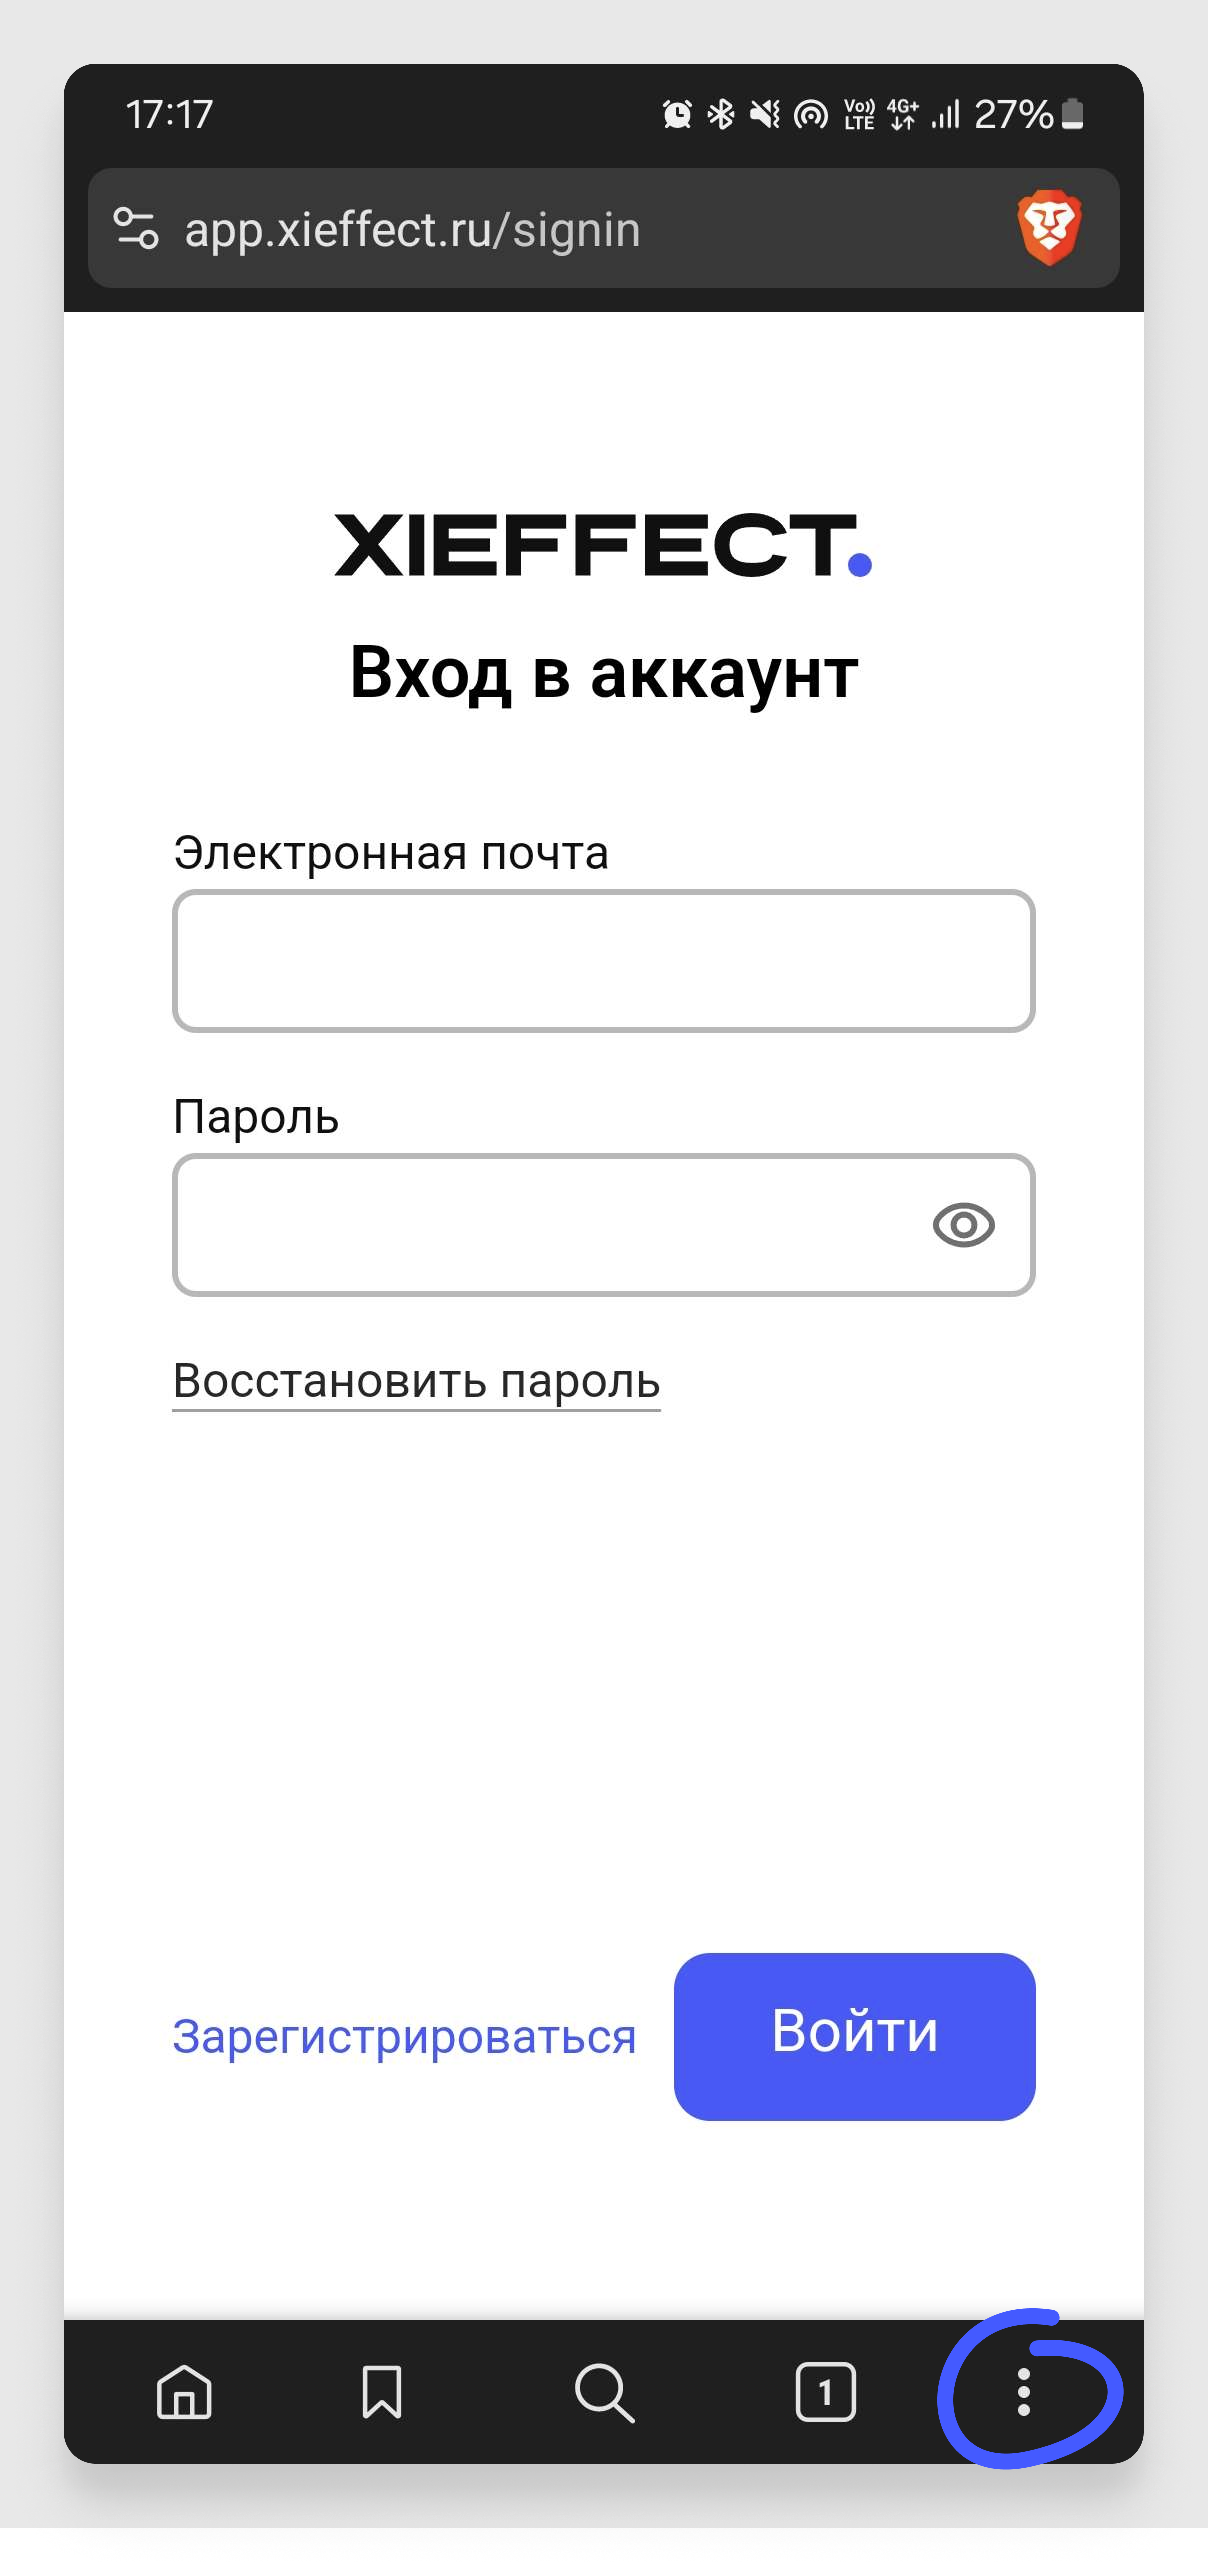 17:17 Vo)) LTE 4G+ 27%
app.xieffect.ru/signin
XIEFFECT.
Вход в аккаунт
Электронная почта
Пароль
Восстановить пароль
Зарегистрироваться Войти
1